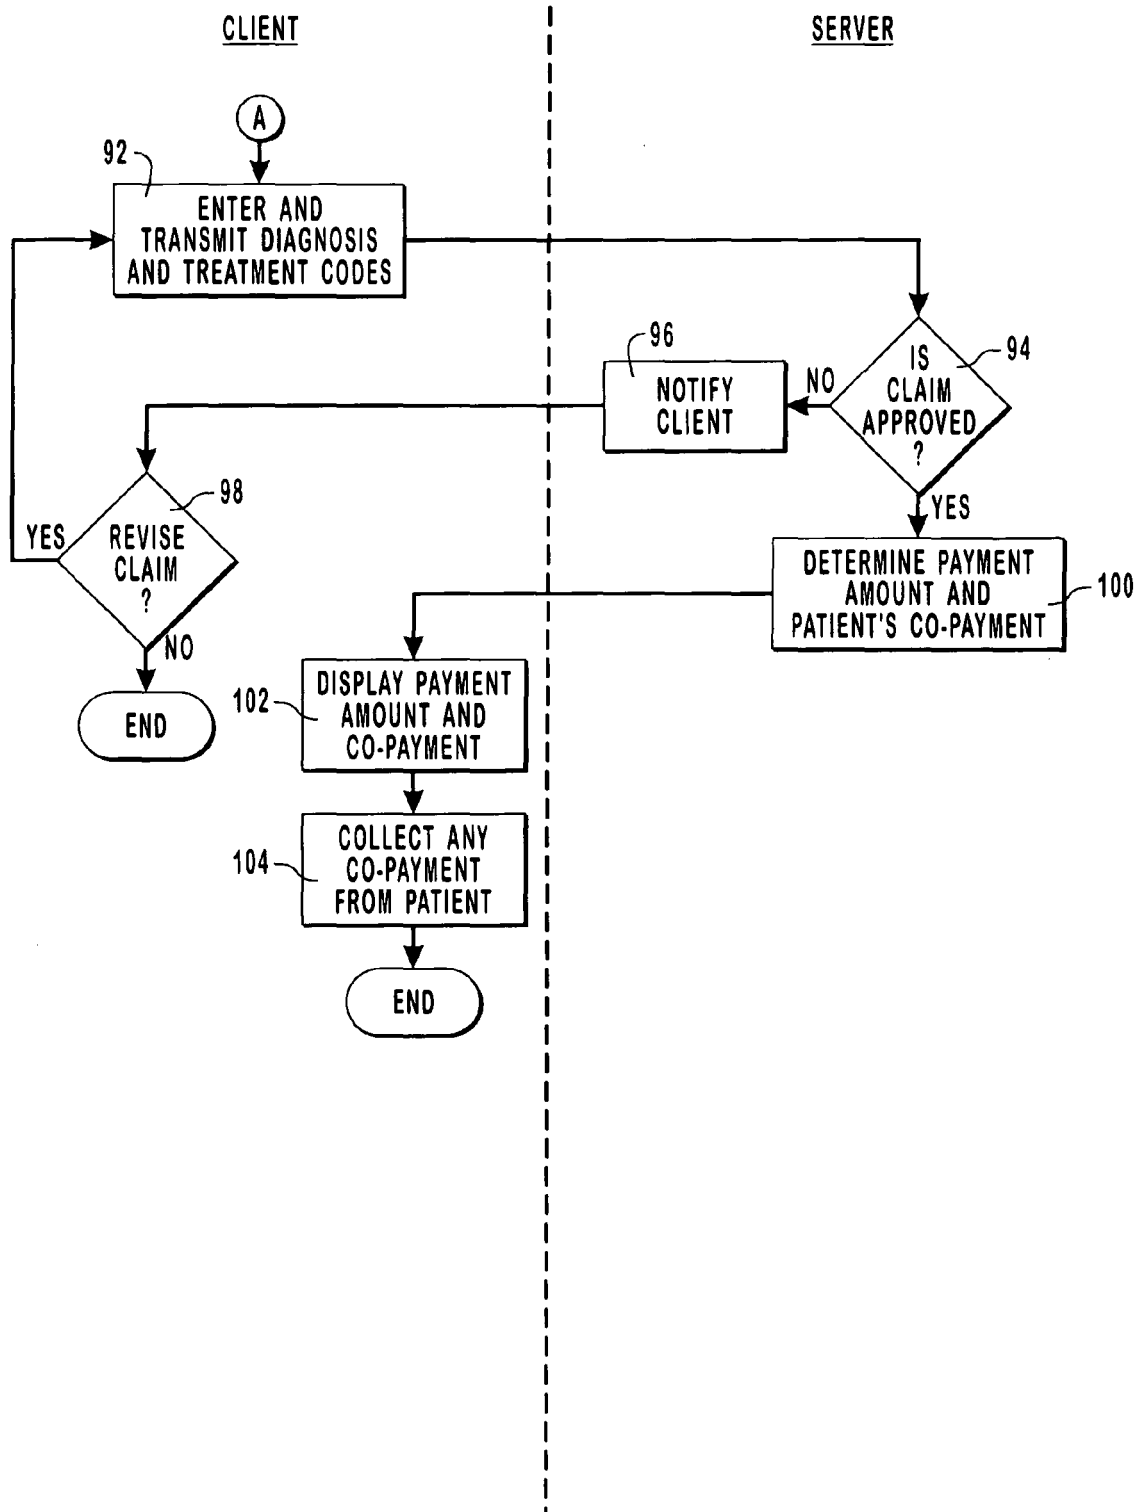 CLIENT
SERVER
A
92
ENTER AND
TRANSMIT DIAGNOSIS
AND TREATMENT CODES
96
NOTIFY
CLIENT
NO
94
IS
CLAIM
APPROVED
?
YES
98
YES
REVISE
CLAIM
?
NO
END
100
DETERMINE PAYMENT
AMOUNT AND
PATIENT'S CO-PAYMENT
102
DISPLAY PAYMENT
AMOUNT AND
CO-PAYMENT
104
COLLECT ANY
CO-PAYMENT
FROM PATIENT
END